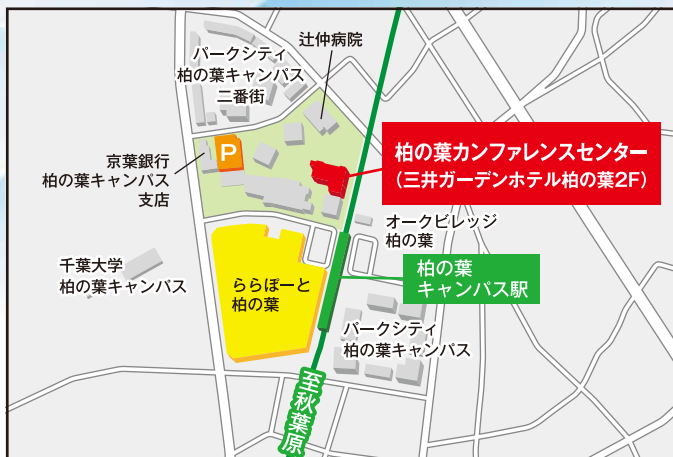 辻仲病院
パークシティ
柏の葉キャンパス
二番街
P
京葉銀行
柏の葉キャンパス
支店
柏の葉カンファレンスセンター
(三井ガーデンホテル柏の葉2F)
オークビレッジ
柏の葉
千葉大学
柏の葉キャンパス
ららぽーと
柏の葉
柏の葉
キャンパス駅
パークシティ
柏の葉キャンパス
至秋葉原